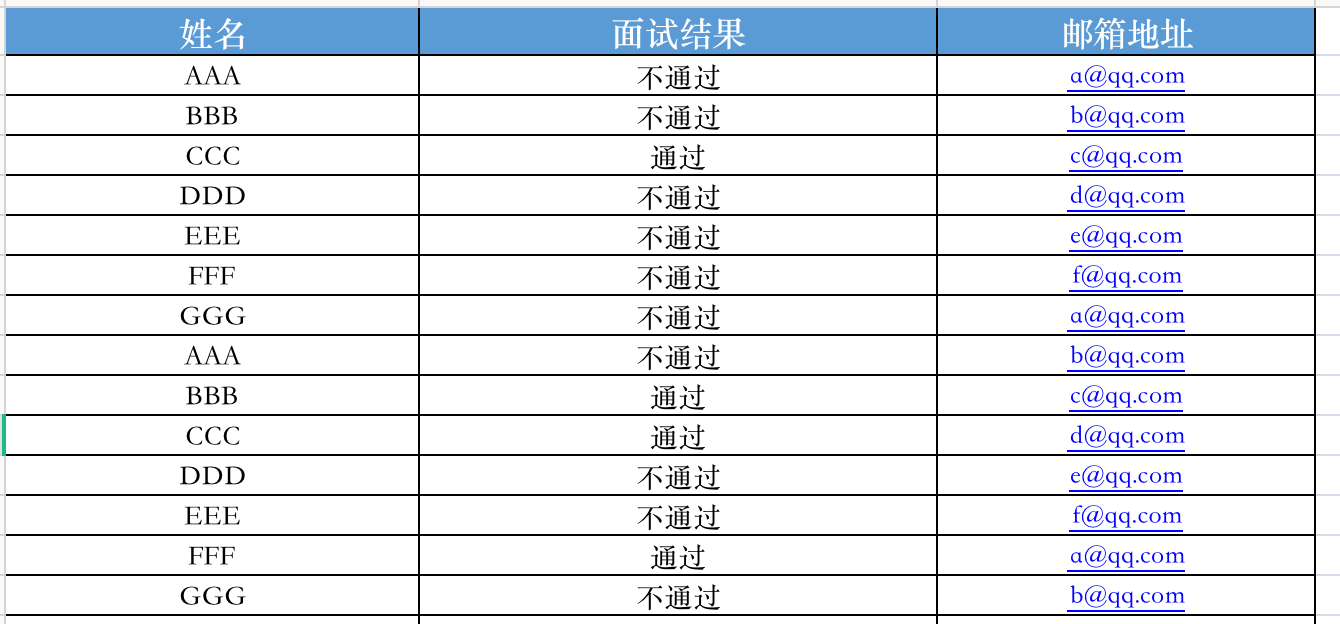 姓名 面试结果 邮箱地址
AAA 不通过 a@qq.com
BBB 不通过 b@qq.com
CCC 通过 c@qq.com
DDD 不通过 d@qq.com
EEE 不通过 e@qq.com
FFF 不通过 f@qq.com
GGG 不通过 a@qq.com
AAA 不通过 b@qq.com
BBB 通过 c@qq.com
CCC 通过 d@qq.com
DDD 不通过 e@qq.com
EEE 不通过 f@qq.com
FFF 通过 a@qq.com
GGG 不通过 b@qq.com